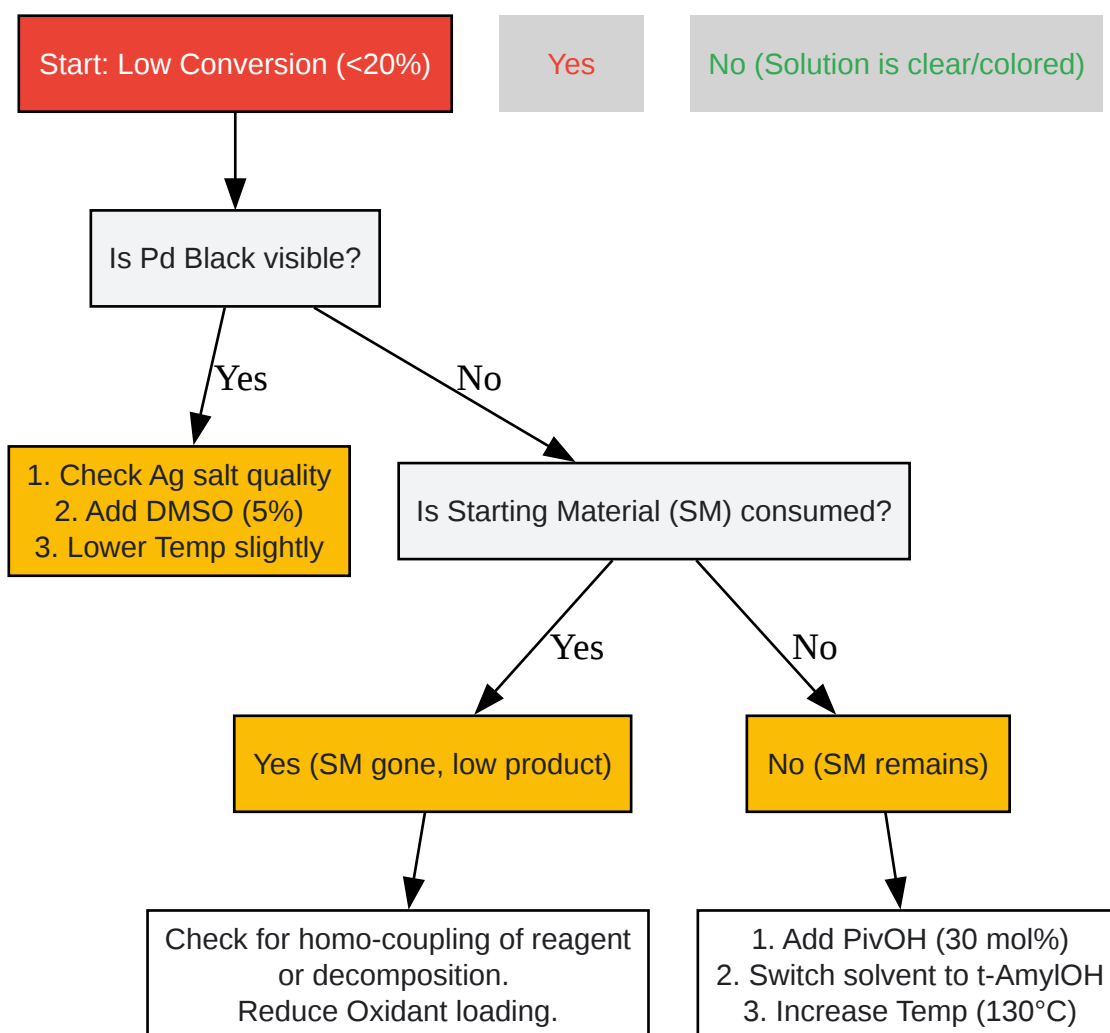 Start: Low Conversion (<20%)
Yes
No (Solution is clear/colored)
Is Pd Black visible?
Yes
No
1. Check Ag salt quality
2. Add DMSO (5%)
3. Lower Temp slightly
Is Starting Material (SM) consumed?
Yes
No
Yes (SM gone, low product)
No (SM remains)
Check for homo-coupling of reagent
or decomposition.
Reduce Oxidant loading.
1. Add PivOH (30 mol%)
2. Switch solvent to t-AmylOH
3. Increase Temp (130°C)